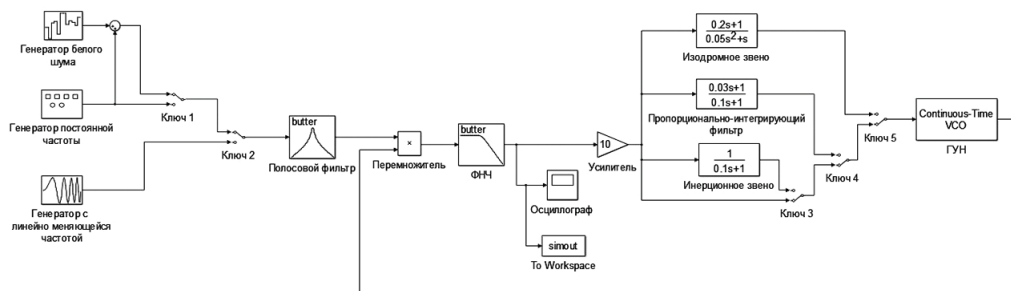 Генератор белого
шума
Генератор постоянной
частоты
Генератор с
линейно меняющейся
частотой
Ключ 1
Ключ 2
butter
Полосовой фильтр
×
Перемножитель
butter
ФНЧ
Осциллограф
simout
To Workspace
10
Усилитель
0.2s+1
0.05s²+s
Изодромное звено
0.03s+1
0.1s+1
Пропорционально-интегрирующий
фильтр
1
0.1s+1
Инерционное звено
Ключ 3
Ключ 4
Ключ 5
Continuous-Time
VCO
ГУН